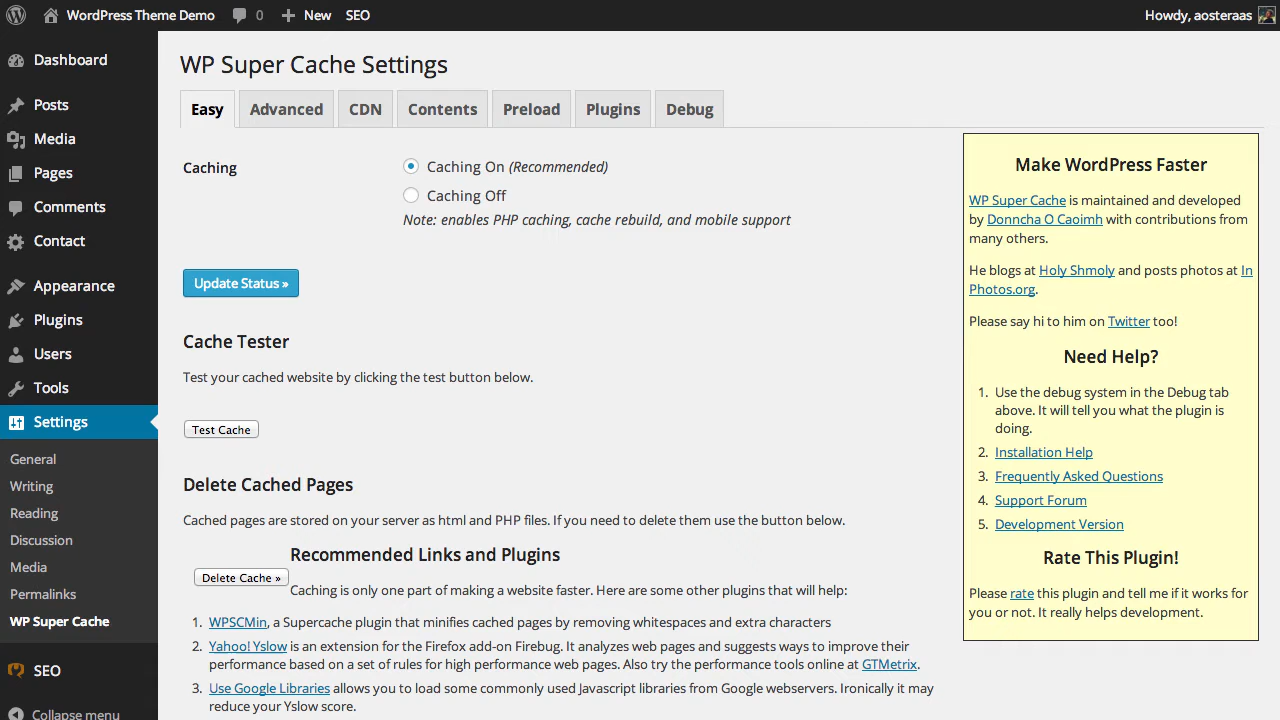 WordPress Theme Demo 0 New SEO Howdy, aosteraas
Dashboard
Posts
Media
Pages
Comments
Contact
Appearance
Plugins
Users
Tools
Settings
General
Writing
Reading
Discussion
Media
Permalinks
WP Super Cache
SEO
Collapse menu
WP Super Cache Settings
Easy Advanced CDN Contents Preload Plugins Debug
Caching
Caching On (Recommended)
Caching Off
Note: enables PHP caching, cache rebuild, and mobile support
Update Status »
Cache Tester
Test your cached website by clicking the test button below.
Test Cache
Delete Cached Pages
Cached pages are stored on your server as html and PHP files. If you need to delete them use the button below.
Delete Cache »
Recommended Links and Plugins
Caching is only one part of making a website faster. Here are some other plugins that will help:
1. WPSCMin, a Supercache plugin that minifies cached pages by removing whitespaces and extra characters
2. Yahoo! Yslow is an extension for the Firefox add-on Firebug. It analyzes web pages and suggests ways to improve their
performance based on a set of rules for high performance web pages. Also try the performance tools online at GTMetrix.
3. Use Google Libraries allows you to load some commonly used Javascript libraries from Google webservers. Ironically it may
reduce your Yslow score.
Make WordPress Faster
WP Super Cache is maintained and developed
by Donncha O Caoimh with contributions from
many others.
He blogs at Holy Shmoly and posts photos at In
Photos.org.
Please say hi to him on Twitter too!
Need Help?
1. Use the debug system in the Debug tab
above. It will tell you what the plugin is
doing.
2. Installation Help
3. Frequently Asked Questions
4. Support Forum
5. Development Version
Rate This Plugin!
Please rate this plugin and tell me if it works for
you or not. It really helps development.